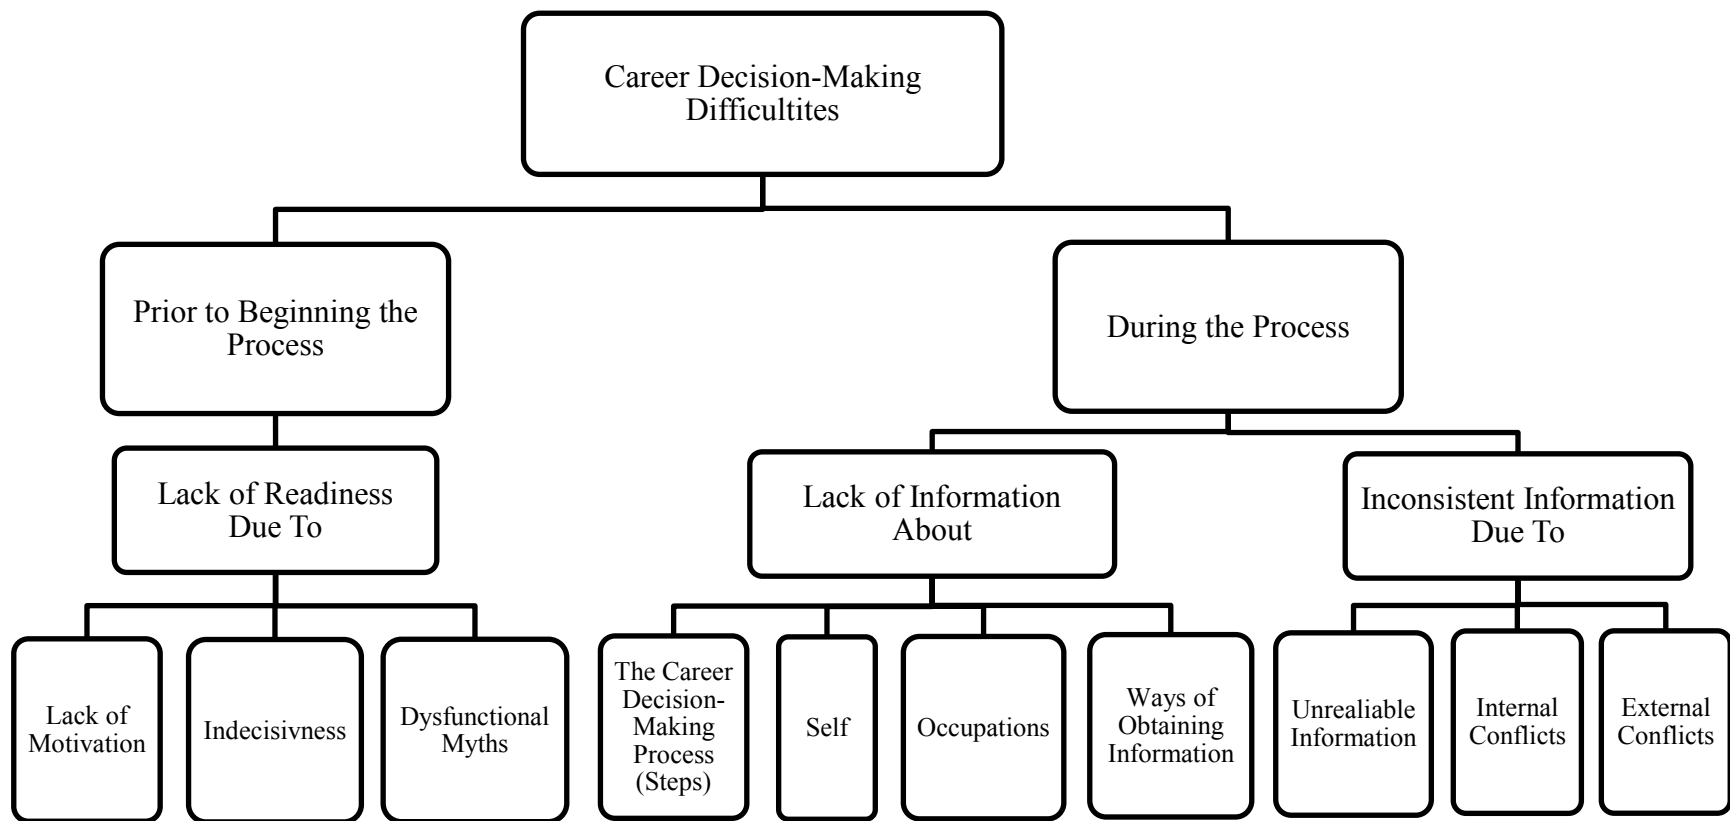 Career Decision-Making
Difficultites
Prior to Beginning the
Process
During the Process
Lack of Readiness
Due To
Lack of Information
About
Inconsistent Information
Due To
Lack of
Motivation
Indecisivness
Dysfunctional
Myths
The Career
Decision-
Making
Process
(Steps)
Self
Occupations
Ways of
Obtaining
Information
Unrealiable
Information
Internal
Conflicts
External
Conflicts